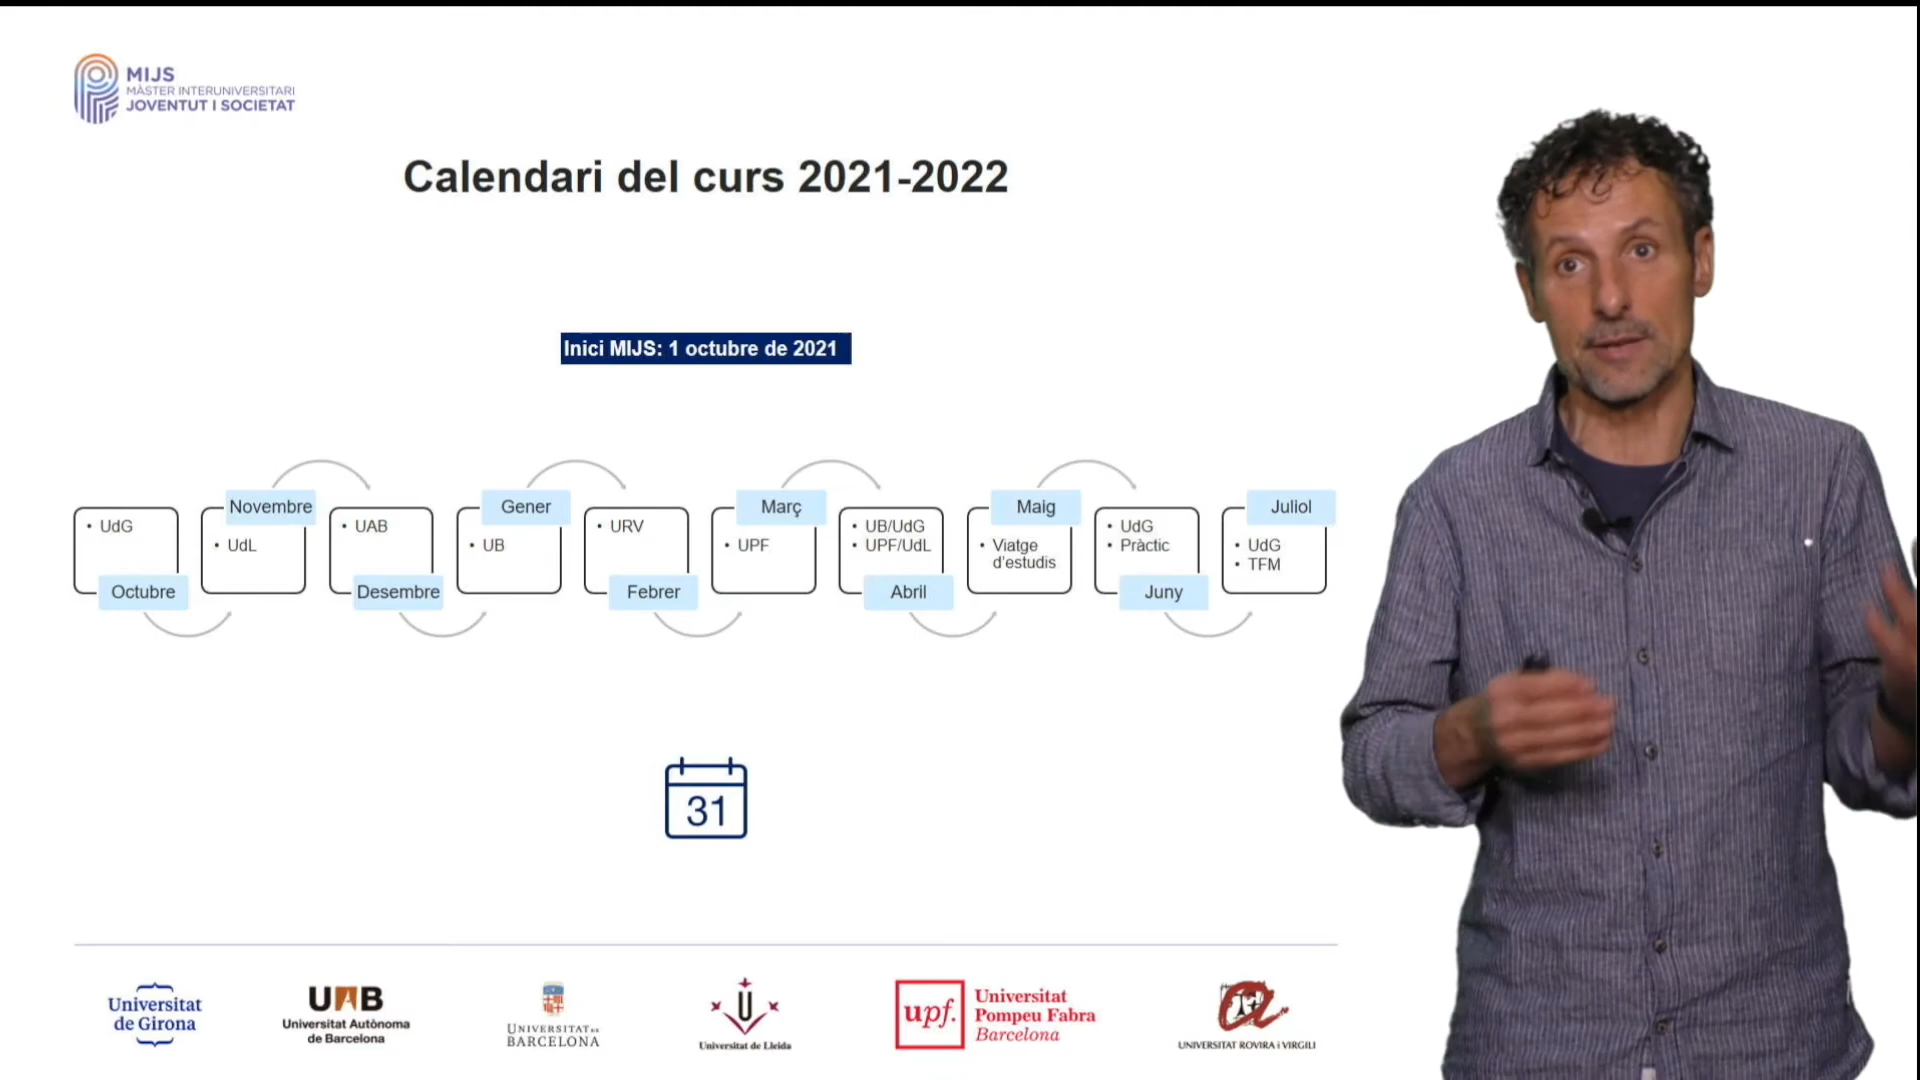 MIJS
MÀSTER INTERUNIVERSITARI
JOVENTUT I SOCIETAT
Calendari del curs 2021-2022
Inici MIJS: 1 octubre de 2021
• UdG
Octubre
Novembre
• UdL
• UAB
Desembre
Gener
• UB
• URV
Febrer
Març
• UPF
• UB/UdG
• UPF/UdL
Abril
Maig
• Viatge
d'estudis
• UdG
• Pràctic
Juny
Juliol
• UdG
• TFM
31
Universitat
de Girona
UAB
Universitat Autònoma
de Barcelona
UNIVERSITAT DE
BARCELONA
U
Universitat de Lleida
upf.
Universitat
Pompeu Fabra
Barcelona
UNIVERSITAT ROVIRA i VIRGILI